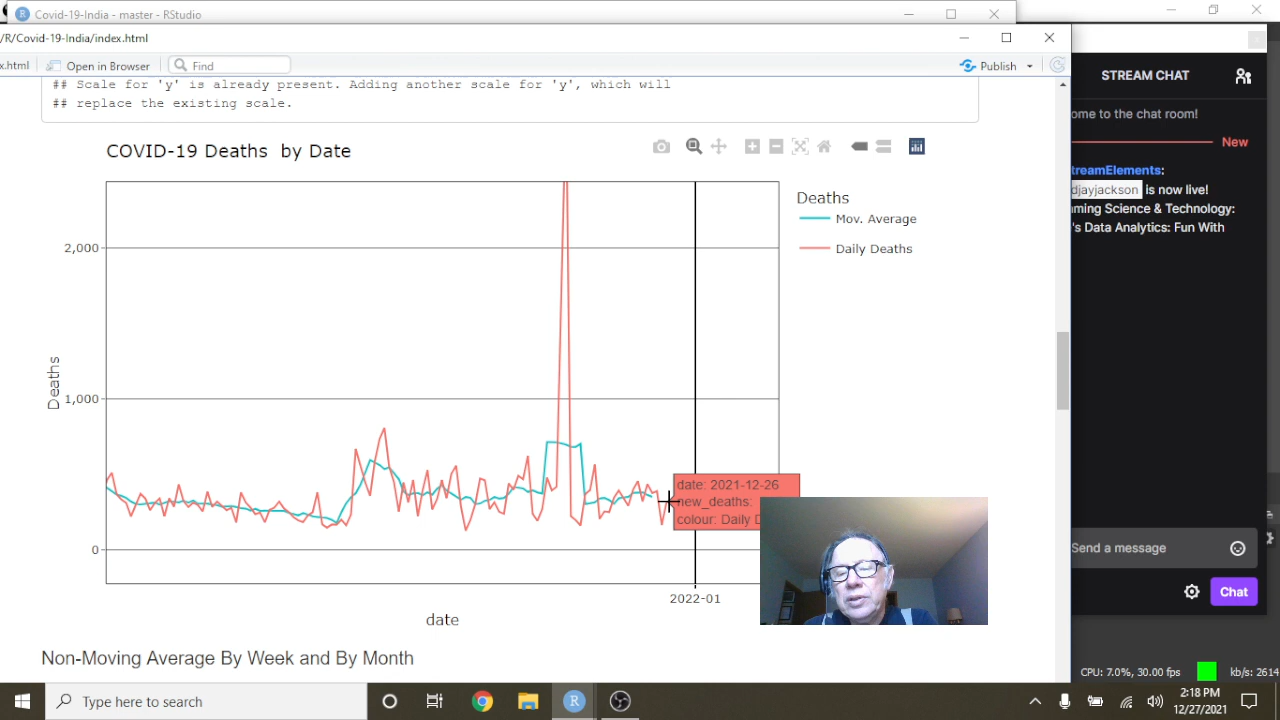 Covid-19-India - master - RStudio
/R/Covid-19-India/index.html
x.html Open in Browser Find Publish
## Scale for 'y' is already present. Adding another scale for 'y', which will
## replace the existing scale.
COVID-19 Deaths by Date
Deaths
Mov. Average
Daily Deaths
2,000
1,000
0
Deaths
date: 2021-12-26
new_deaths:
colour: Daily D
2022-01
date
Non-Moving Average By Week and By Month
STREAM CHAT
ome to the chat room!
New
treamElements:
djayjackson is now live!
ming Science & Technology:
's Data Analytics: Fun With
Send a message
Chat
CPU: 7.0%, 30.00 fps kb/s: 2614
Type here to search
2:18 PM
12/27/2021